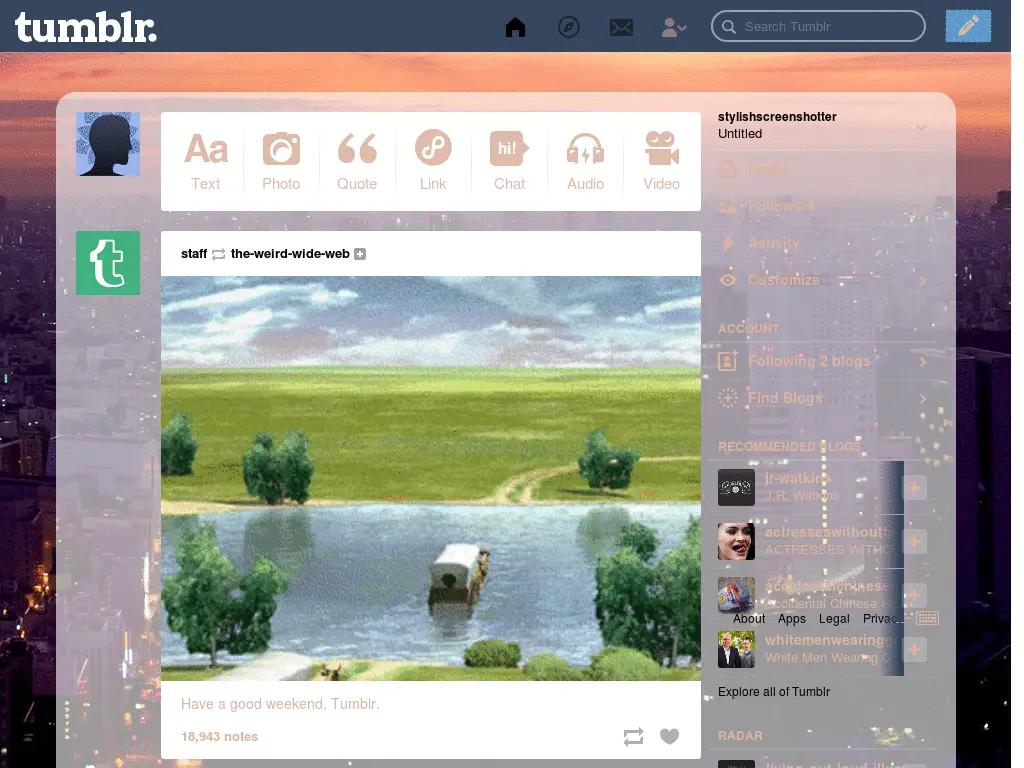 tumblr.
Search Tumblr
Aa
Text
Photo
Quote
Link
hi!
Chat
Audio
Video
stylishscreenshotter
Untitled
Posts
Followers
Activity
Customize
ACCOUNT
Following 2 blogs
Find Blogs
RECOMMENDED BLOGS
jr-watkins
J.R. Watkins
actresseswithout
ACTRESSES WITHO
Accidental Chinese
About Apps Legal Privac
whitemenwearing
White Men Wearing G
Explore all of Tumblr
RADAR
t
staff the-weird-wide-web
Have a good weekend, Tumblr.
18,943 notes